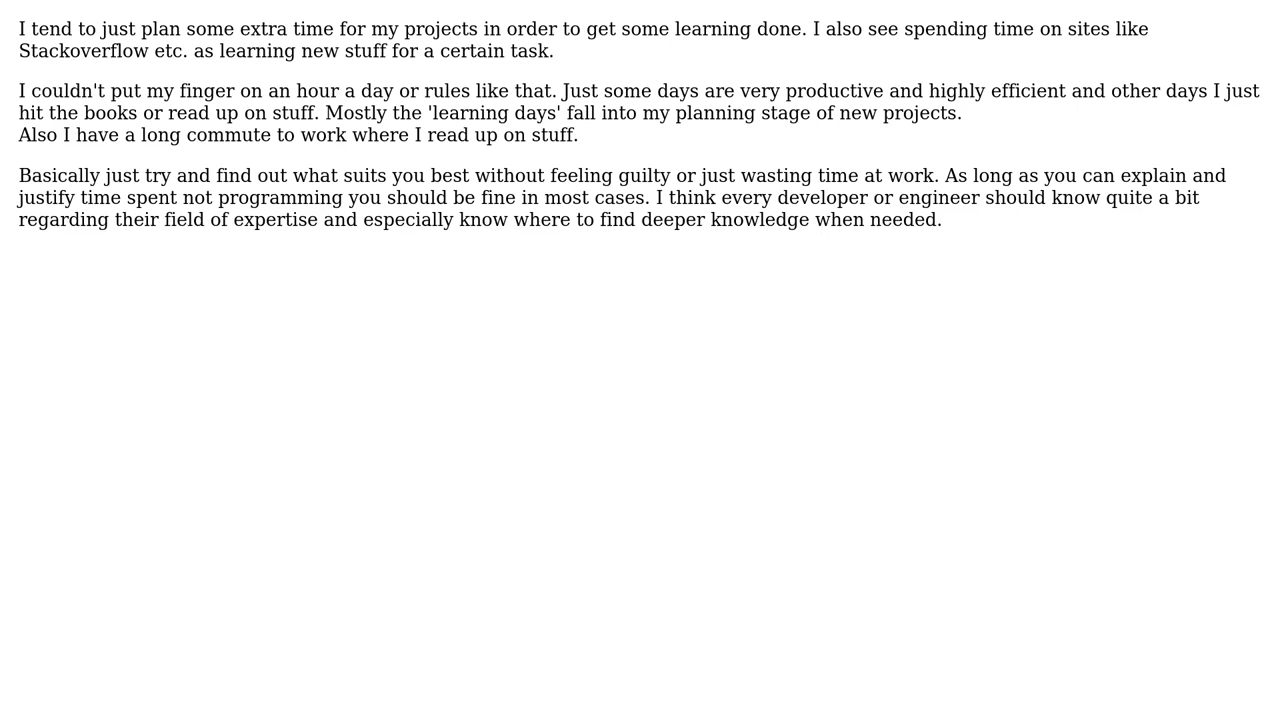 I tend to just plan some extra time for my projects in order to get some learning done. I also see spending time on sites like
Stackoverflow etc. as learning new stuff for a certain task.
I couldn't put my finger on an hour a day or rules like that. Just some days are very productive and highly efficient and other days I just
hit the books or read up on stuff. Mostly the 'learning days' fall into my planning stage of new projects.
Also I have a long commute to work where I read up on stuff.
Basically just try and find out what suits you best without feeling guilty or just wasting time at work. As long as you can explain and
justify time spent not programming you should be fine in most cases. I think every developer or engineer should know quite a bit
regarding their field of expertise and especially know where to find deeper knowledge when needed.